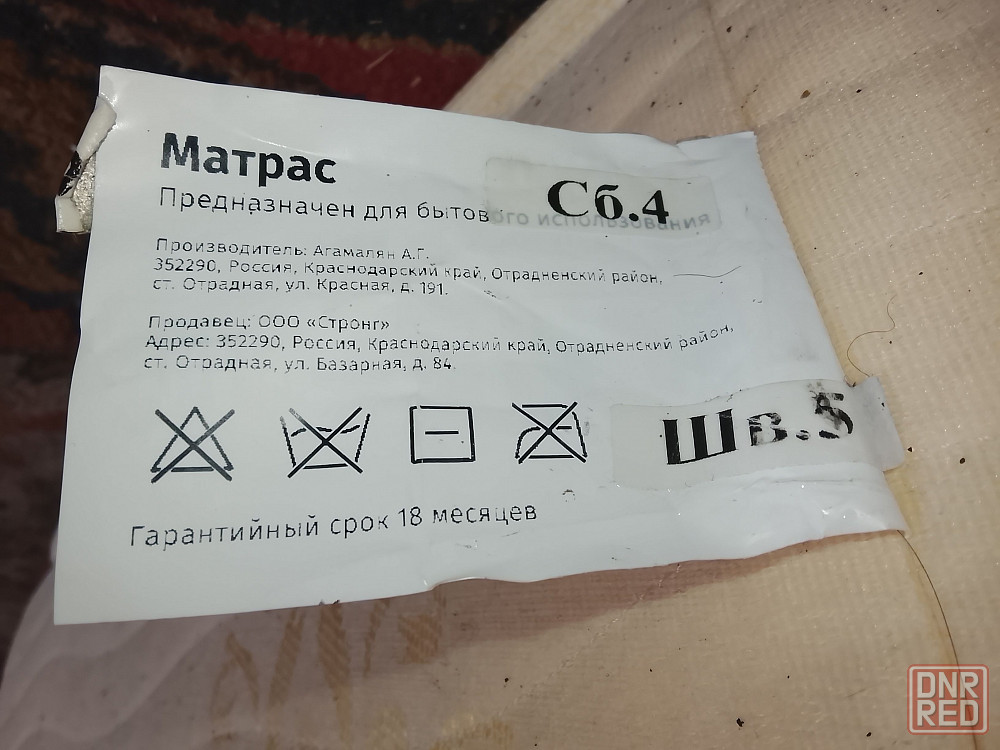 Матрас
Сб.4
Предназначен для бытового использования
Производитель: Агамалян А.Г.
352290, Россия, Краснодарский край, Отрадненский район,
ст. Отрадная, ул. Красная, д. 191.
Продавец: ООО «Стронг»
Адрес: 352290, Россия, Краснодарский край, Отрадненский район,
ст. Отрадная, ул. Базарная, д. 84.
Шв.5
Гарантийный срок 18 месяцев
DNR
RED